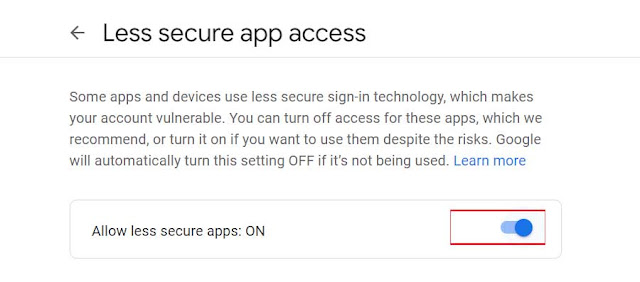 Less secure app access
Some apps and devices use less secure sign-in technology, which makes
your account vulnerable. You can turn off access for these apps, which we
recommend, or turn it on if you want to use them despite the risks. Google
will automatically turn this setting OFF if it's not being used. Learn more
Allow less secure apps: ON